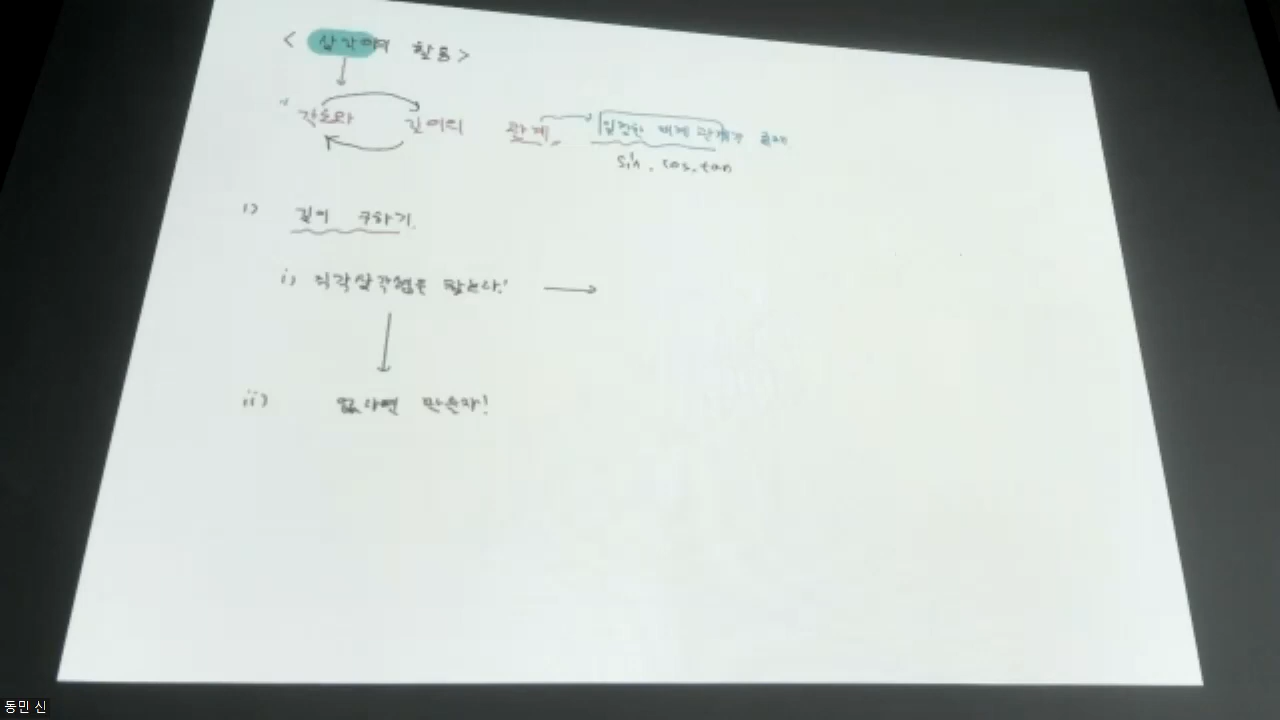 < 삼각비의 활용 >
" 각도와 길이의 관계 일정한 비례 관계가 존재
sin, cos, tan
1) 길이 구하기.
i) 직각삼각형을 찾는다!
ii) 없다면 만든자!
동민 신